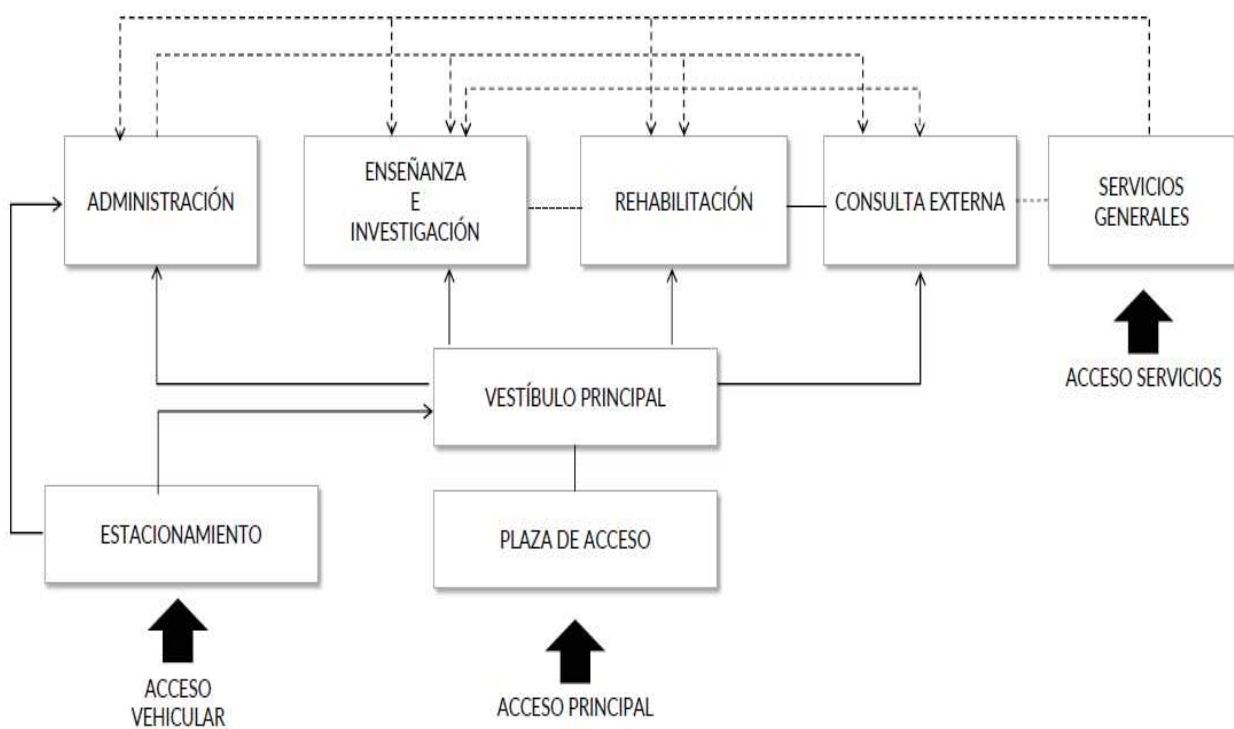 ADMINISTRACIÓN
ENSEÑANZA
E
INVESTIGACIÓN
REHABILITACIÓN
CONSULTA EXTERNA
SERVICIOS
GENERALES
ACCESO SERVICIOS
VESTÍBULO PRINCIPAL
ESTACIONAMIENTO
PLAZA DE ACCESO
ACCESO
VEHICULAR
ACCESO PRINCIPAL